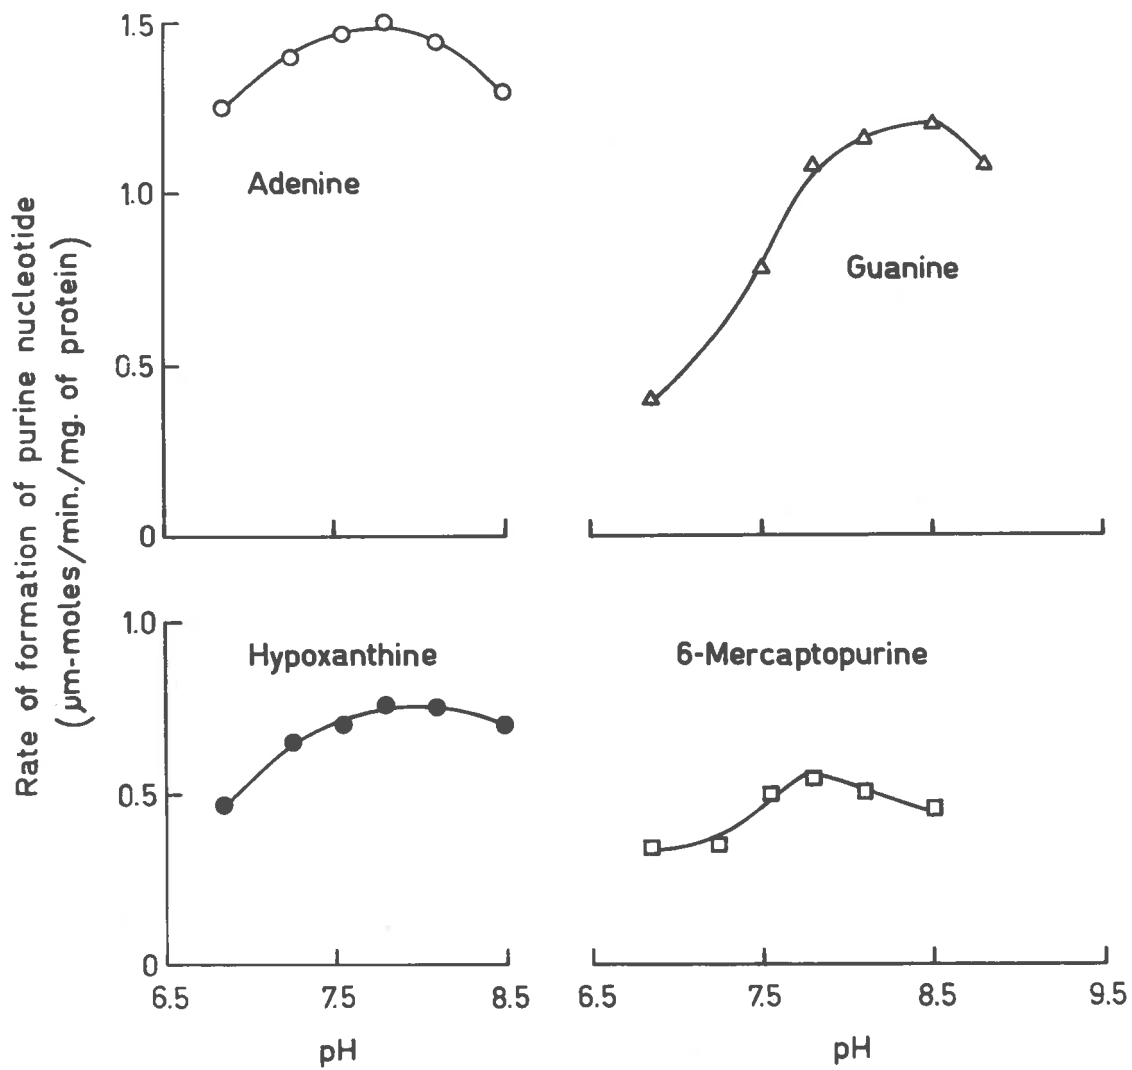 Rate of formation of purine nucleotide
(µm-moles/min./mg. of protein)
1.5
1.0
0.5
0
Adenine
Guanine
1.0
0.5
0
Hypoxanthine
6-Mercaptopurine
6.5 7.5 8.5 6.5 7.5 8.5 9.5
pH pH